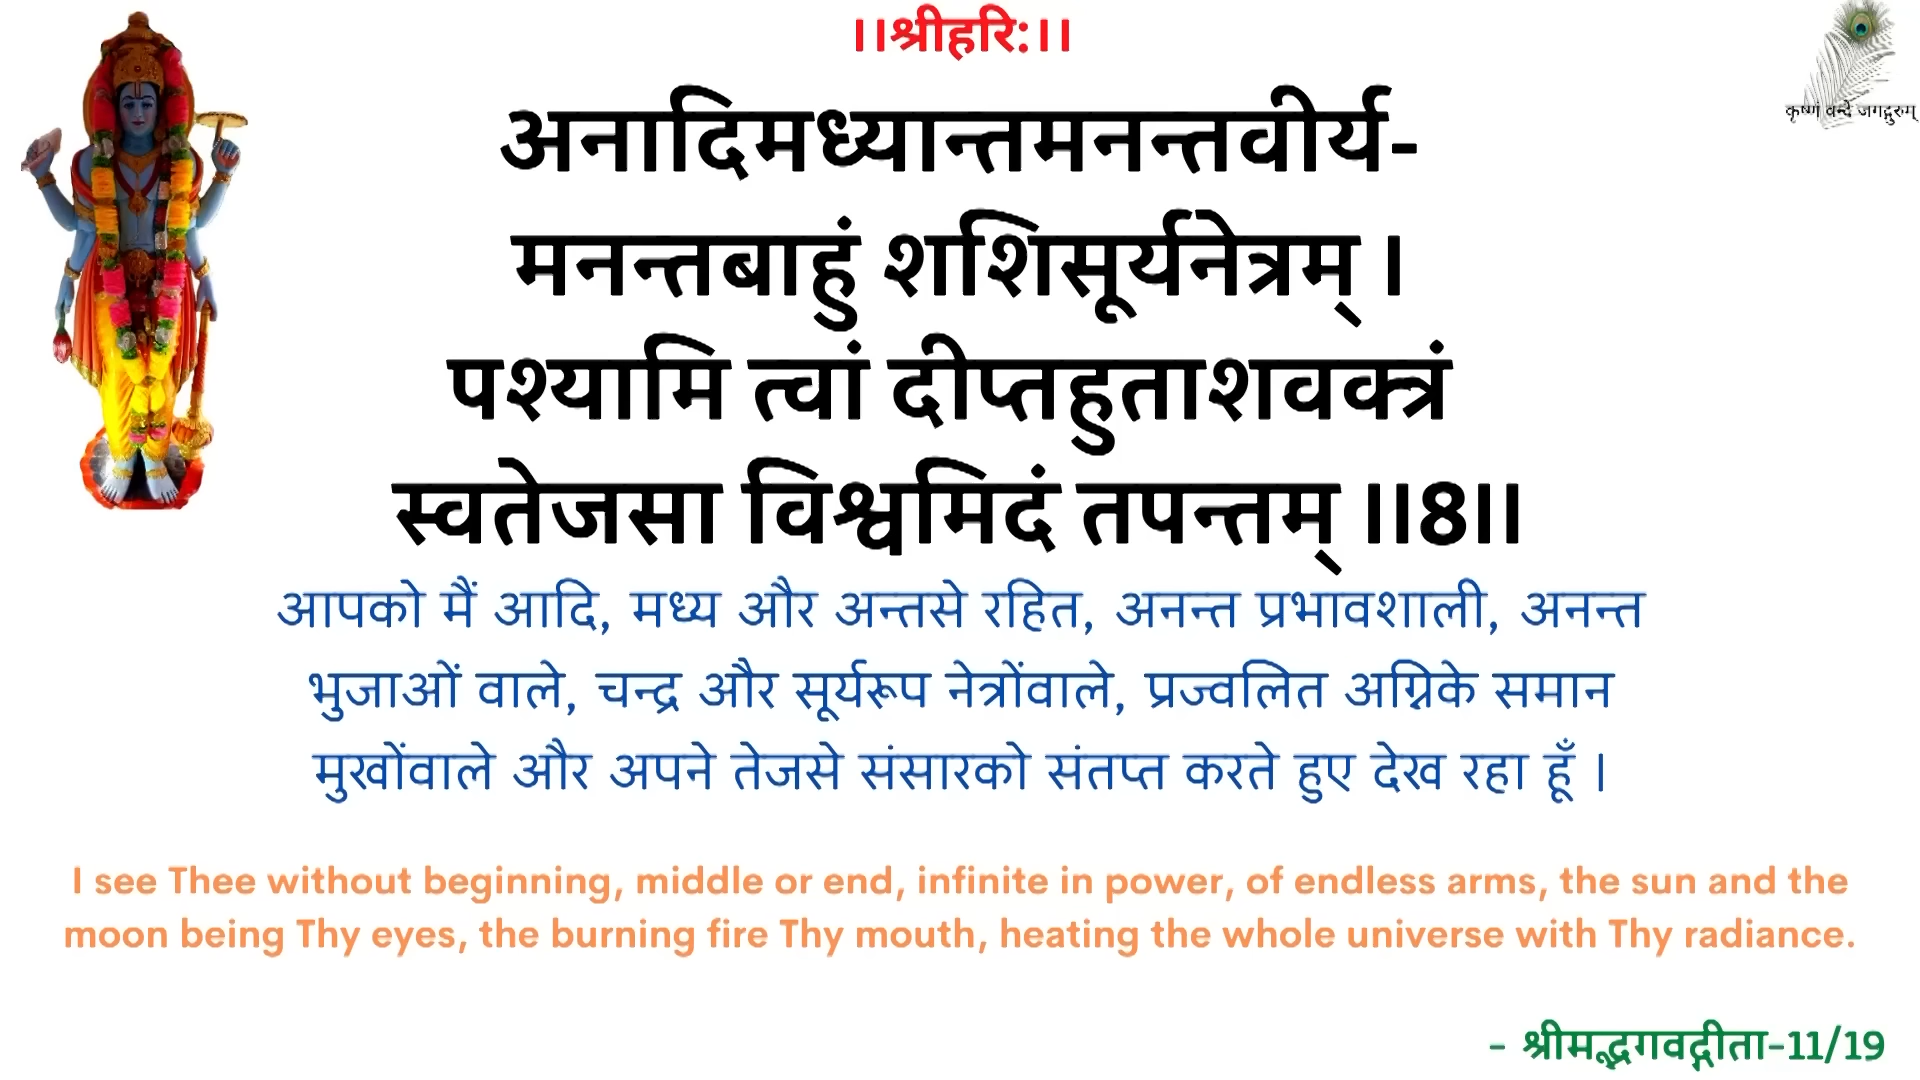 ।।श्रीहरि:।।
कृष्णं वन्दे जगद्गुरुम्
अनादिमध्यान्तमनन्तवीर्य-
मनन्तबाहुं शशिसूर्यनेत्रम् ।
पश्यामि त्वां दीप्तहुताशवक्त्रं
स्वतेजसा विश्वमिदं तपन्तम् ।।8।।
आपको मैं आदि, मध्य और अन्तसे रहित, अनन्त प्रभावशाली, अनन्त
भुजाओं वाले, चन्द्र और सूर्यरूप नेत्रोंवाले, प्रज्वलित अग्निके समान
मुखोंवाले और अपने तेजसे संसारको संतप्त करते हुए देख रहा हूँ ।
I see Thee without beginning, middle or end, infinite in power, of endless arms, the sun and the
moon being Thy eyes, the burning fire Thy mouth, heating the whole universe with Thy radiance.
- श्रीमद्भगवद्गीता-11/19